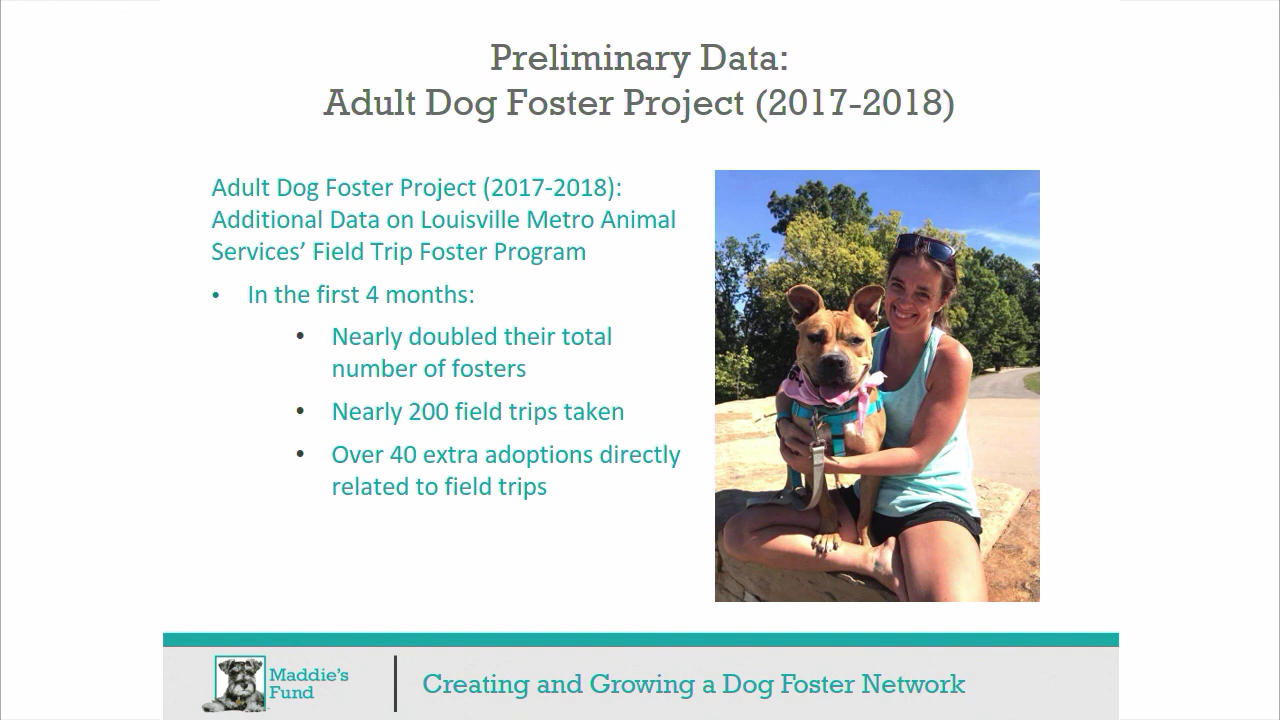 Preliminary Data:
Adult Dog Foster Project (2017-2018)
Adult Dog Foster Project (2017-2018):
Additional Data on Louisville Metro Animal
Services’ Field Trip Foster Program
• In the first 4 months:
• Nearly doubled their total
number of fosters
• Nearly 200 field trips taken
• Over 40 extra adoptions directly
related to field trips
Maddie's
Fund
Creating and Growing a Dog Foster Network